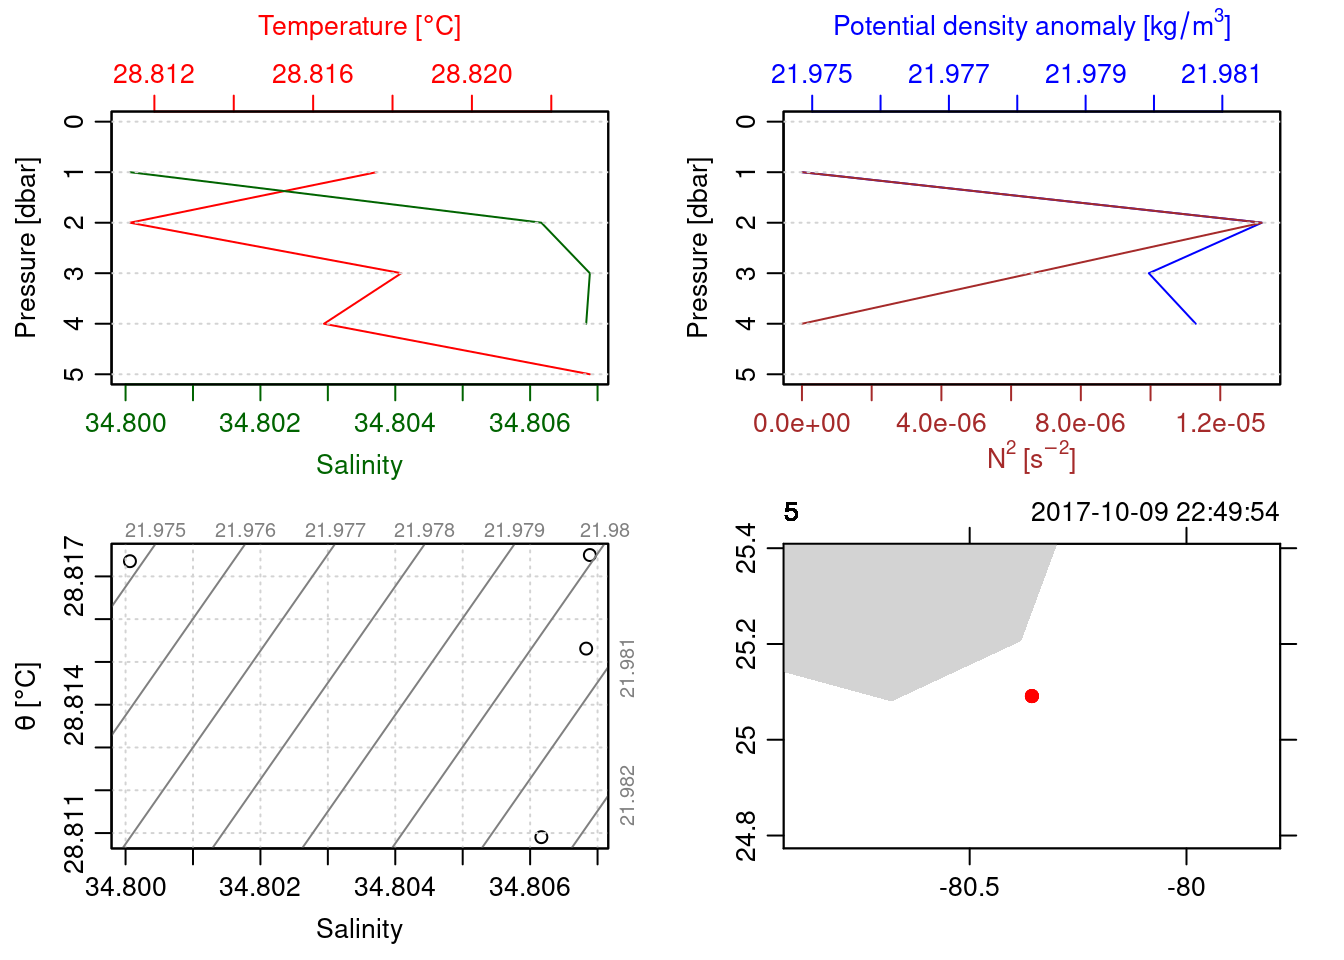 Temperature [°C]
28.812 28.816 28.820
0
1
2
3
4
5
Pressure [dbar]
34.800 34.802 34.804 34.806
Salinity
Potential density anomaly [kg/m³]
21.975 21.977 21.979 21.981
0
1
2
3
4
5
Pressure [dbar]
0.0e+00 4.0e-06 8.0e-06 1.2e-05
N² [s⁻²]
21.975 21.976 21.977 21.978 21.979 21.98
21.981
21.982
28.817
28.814
28.811
θ [°C]
34.800 34.802 34.804 34.806
Salinity
5 2017-10-09 22:49:54
25.4
25.2
25
24.8
-80.5 -80